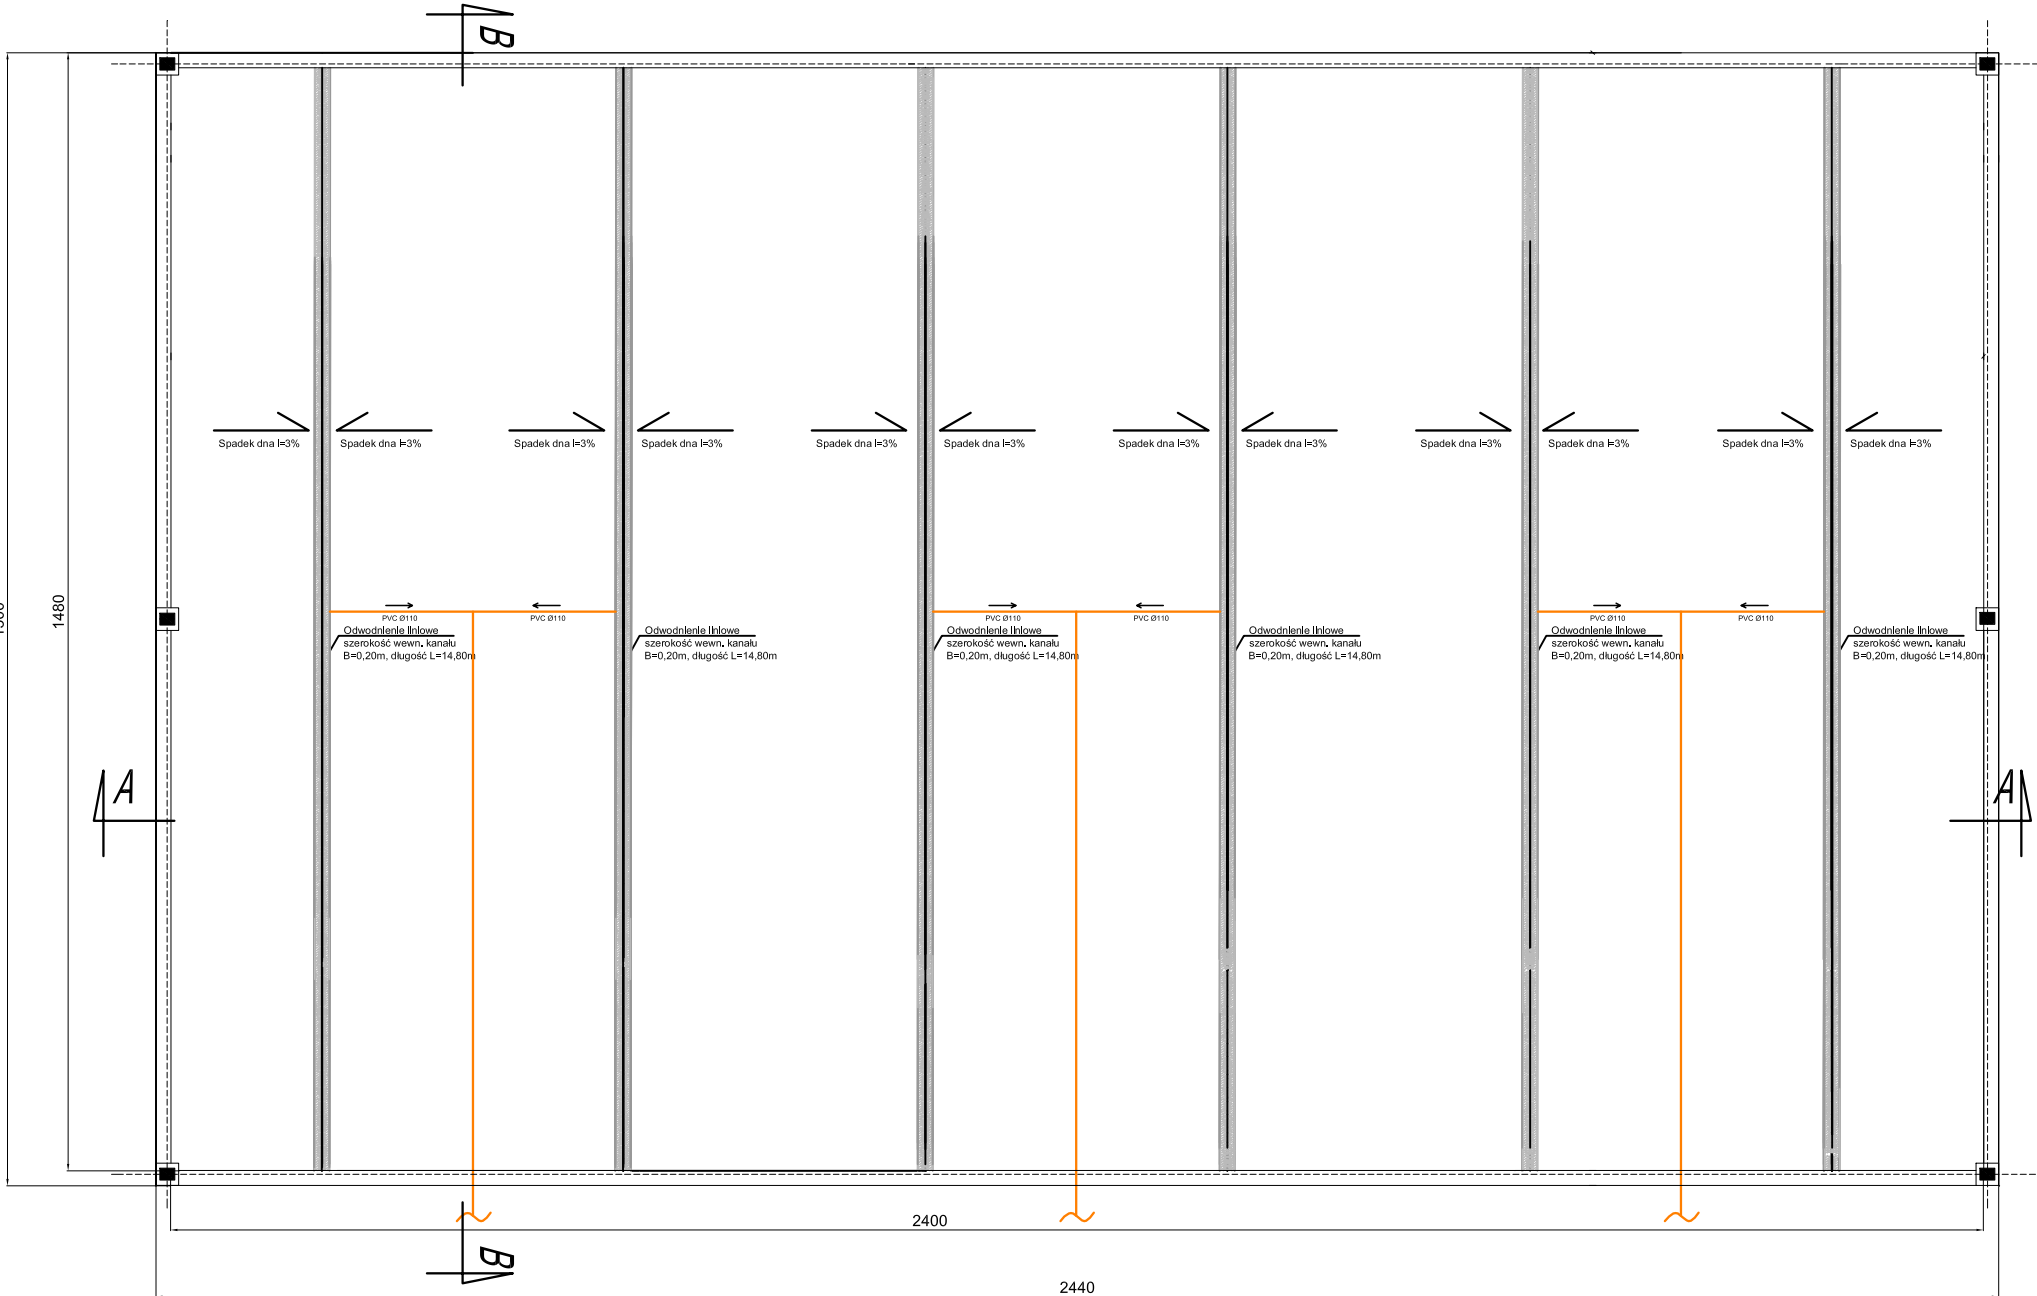 B
Spadek dna I=3%
Spadek dna I=3%
Spadek dna I=3%
Spadek dna I=3%
Spadek dna I=3%
Spadek dna I=3%
Spadek dna I=3%
Spadek dna I=3%
Spadek dna I=3%
Spadek dna I=3%
Spadek dna I=3%
Spadek dna I=3%
1480
PVC Ø110
PVC Ø110
PVC Ø110
PVC Ø110
PVC Ø110
PVC Ø110
Odwodnienie liniowe
szerokość wewn. kanału
B=0,20m, długość L=14,80m
Odwodnienie liniowe
szerokość wewn. kanału
B=0,20m, długość L=14,80m
Odwodnienie liniowe
szerokość wewn. kanału
B=0,20m, długość L=14,80m
Odwodnienie liniowe
szerokość wewn. kanału
B=0,20m, długość L=14,80m
Odwodnienie liniowe
szerokość wewn. kanału
B=0,20m, długość L=14,80m
Odwodnienie liniowe
szerokość wewn. kanału
B=0,20m, długość L=14,80m
A
A
2400
B
2440